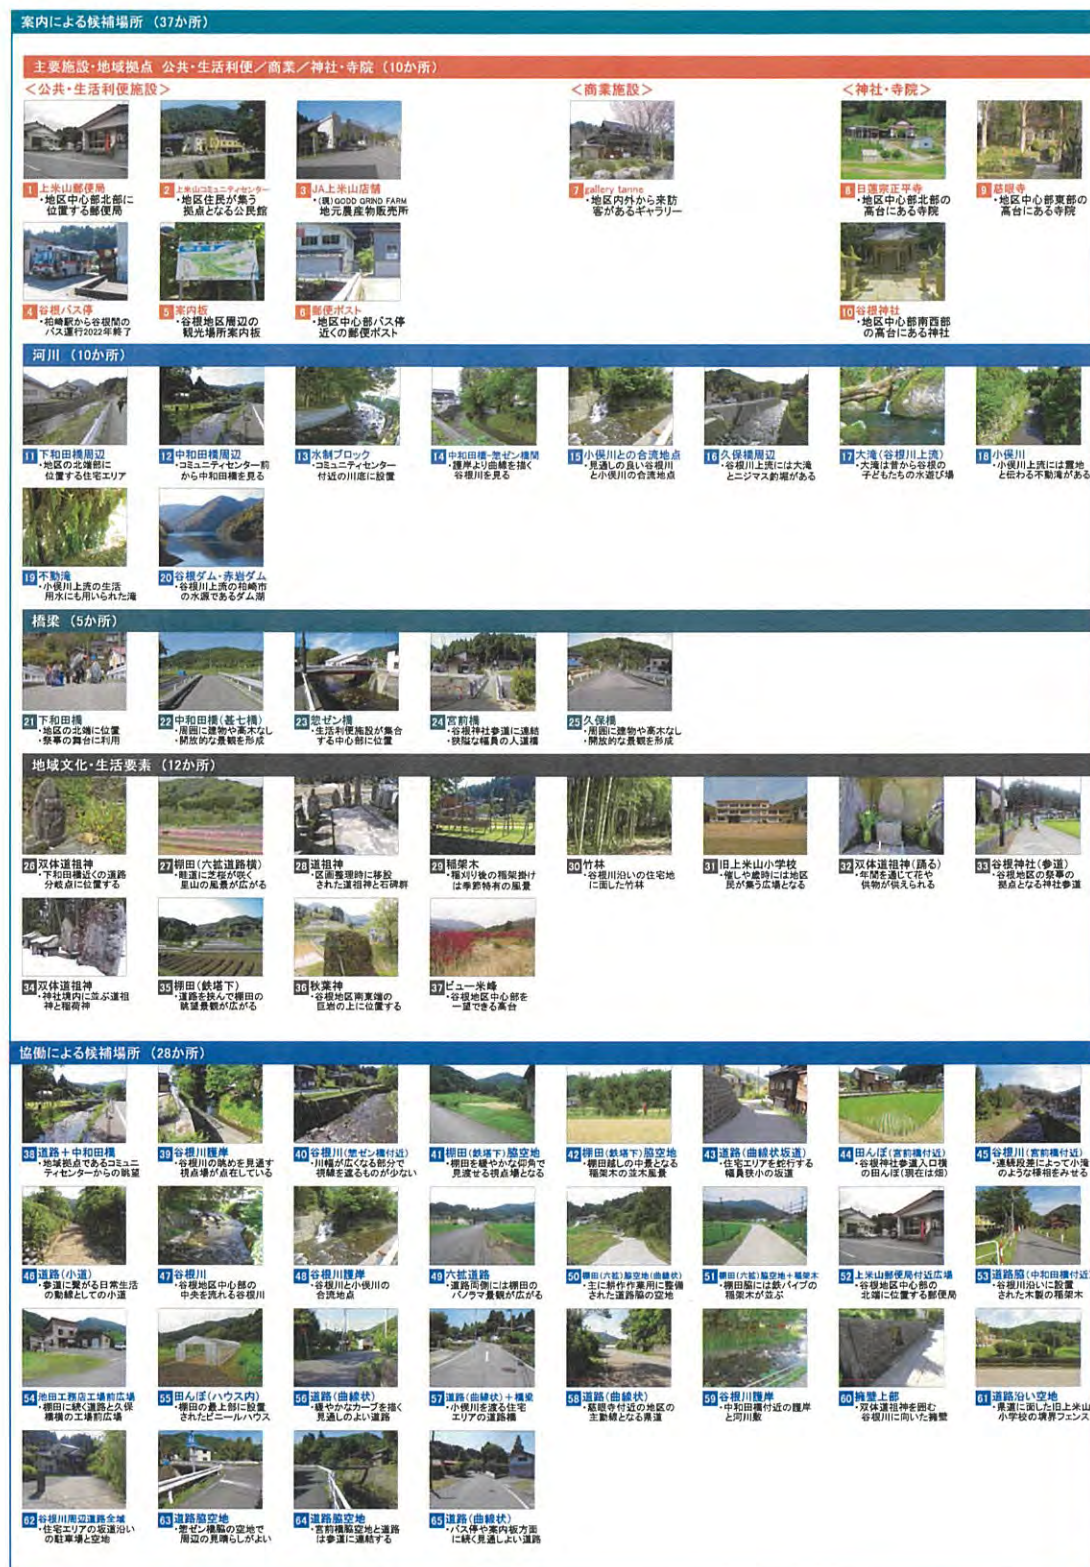 案内による候補場所（37か所）
主要施設・地域拠点 公共・生活利便／商業／神社・寺院（10か所）
＜公共・生活利便施設＞
＜商業施設＞
＜神社・寺院＞
1 上米山郵便局
・地区中心部北部に
位置する郵便局
2 上米山コミュニティセンター
・地区住民が集う
拠点となる公民館
3 JA上米山店舗
・(現)GODD GRND FARM
地元農産物販売所
7 gallery tanne
・地区内外から来訪
客があるギャラリー
8 日蓮宗正平寺
・地区中心部北部の
高台にある寺院
9 慈眼寺
・地区中心部東部の
高台にある寺院
4 谷根バス停
・柏崎駅から谷根間の
バス運行2022年終了
5 案内板
・谷根地区周辺の
観光場所案内板
6 郵便ポスト
・地区中心部バス停
近くの郵便ポスト
10 谷根神社
・地区中心部南西部
の高台にある神社
河川（10か所）
11 下和田橋周辺
・地区の北端部に
位置する住宅エリア
12 中和田橋周辺
・コミュニティセンター前
から中和田橋を見る
13 水制ブロック
・コミュニティセンター
付近の川底に設置
14 中和田橋-惣ゼン橋間
・護岸より曲線を描く
谷根川を見る
15 小俣川との合流地点
・見通しの良い谷根川
と小俣川の合流地点
16 久保橋周辺
・谷根川上流には大滝
とニジマス釣堀がある
17 大滝（谷根川上流）
・大滝は昔から谷根の
子どもたちの水遊び場
18 小俣川
・小俣川上流には霊地
と伝わる不動滝がある
19 不動滝
・小俣川上流の生活
用水にも用いられた滝
20 谷根ダム・赤岩ダム
・谷根川上流の柏崎市
の水源であるダム湖
橋梁（5か所）
21 下和田橋
・地区の北端に位置
・祭事の舞台に利用
22 中和田橋（甚七橋）
・周囲に建物や高木なし
・開放的な景観を形成
23 惣ゼン橋
・生活利便施設が集合
する中心部に位置
24 宮前橋
・谷根神社参道に連結
・狭隘な幅員の人道橋
25 久保橋
・周囲に建物や高木なし
・開放的な景観を形成
地域文化・生活要素（12か所）
26 双体道祖神
・下和田橋近くの道路
分岐点に位置する
27 棚田（六拡道路横）
・畦道に芝桜が咲く
里山の風景が広がる
28 道祖神
・区画整理時に移設
された道祖神と石碑群
29 稲架木
・稲刈り後の稲架掛け
は季節特有の風景
30 竹林
・谷根川沿いの住宅地
に面した竹林
31 旧上米山小学校
・催しや歳時には地区
民が集う広場となる
32 双体道祖神（踊る）
・年間を通じて花や
供物が供えられる
33 谷根神社（参道）
・谷根地区の祭事の
拠点となる神社参道
34 双体道祖神
・神社境内に並ぶ道祖
神と稲荷神
35 棚田（鉄塔下）
・道路を挟んで棚田の
眺望景観が広がる
36 秋葉神
・谷根地区南東端の
巨岩の上に位置する
37 ビュー米峰
・谷根地区中心部を
一望できる高台
協働による候補場所（28か所）
38 道路＋中和田橋
・地域拠点であるコミュニ
ティセンターからの眺望
39 谷根川護岸
・谷根川の眺めを見通す
視点場が点在している
40 谷根川（惣ゼン橋付近）
・川幅が広くなる部分で
視線を遮るものが少ない
41 棚田（鉄塔下）脇空地
・棚田を緩やかな仰角で
見渡せる視点場となる
42 棚田（鉄塔下）脇空地
・棚田越しの中景となる
稲架木の並木風景
43 道路（曲線状坂道）
・住宅エリアを蛇行する
幅員狭小の坂道
44 田んぼ（宮前橋付近）
・谷根神社参道入口横
の田んぼ（現在は畑）
45 谷根川（宮前橋付近）
・連続段差によって小滝
のような様相をみせる
46 道路（小道）
・参道に繋がる日常生活
の動線としての小道
47 谷根川
・谷根地区中心部の
中央を流れる谷根川
48 谷根川護岸
・谷根川と小俣川の
合流地点
49 六拡道路
・道路両側には棚田の
パノラマ景観が広がる
50 棚田（六拡）脇空地（曲線状）
・主に耕作作業用に整備
された道路脇の空地
51 棚田（六拡）脇空地＋稲架木
・棚田脇には鉄パイプの
稲架木が並ぶ
52 上米山郵便局付近広場
・谷根地区中心部の
北端に位置する郵便局
53 道路脇（中和田橋付近）
・谷根川沿いに設置
された木製の稲架木
54 池田工務店工場前広場
・棚田に続く道路と久保
橋横の工場前広場
55 田んぼ（ハウス内）
・棚田の最上部に設置
されたビニールハウス
56 道路（曲線状）
・緩やかなカーブを描く
見通しのよい道路
57 道路（曲線状）＋橋梁
・小俣川を渡る住宅
エリアの道路橋
58 道路（曲線状）
・慈眼寺付近の地区の
主動線となる県道
59 谷根川護岸
・中和田橋付近の護岸
と河川敷
60 擁壁上部
・双体道祖神を囲む
谷根川に向いた擁壁
61 道路沿い空地
・県道に面した旧上米山
小学校の境界フェンス
62 谷根川周辺道路全域
・住宅エリアの坂道沿い
の駐車場と空地
63 道路脇空地
・惣ゼン橋脇の空地で
周辺の見晴らしがよい
64 道路脇空地
・宮前橋脇空地と道路
は参道に連結する
65 道路（曲線状）
・バス停や案内板方面
に続く見通しよい道路